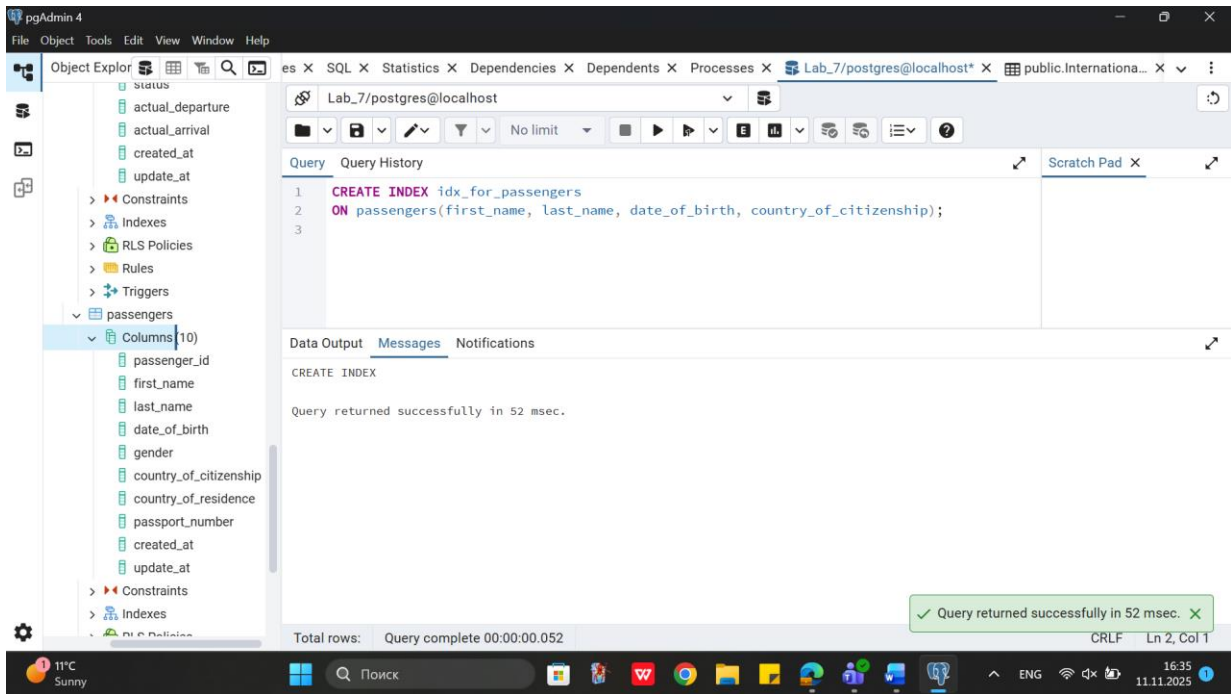 pgAdmin 4
File Object Tools Edit View Window Help
Object Explor
es SQL Statistics Dependencies Dependents Processes Lab_7/postgres@localhost* public.Internationa...
status
actual_departure
actual_arrival
created_at
update_at
Constraints
Indexes
RLS Policies
Rules
Triggers
passengers
Columns (10)
passenger_id
first_name
last_name
date_of_birth
gender
country_of_citizenship
country_of_residence
passport_number
created_at
update_at
Constraints
Indexes
RLS Policies
Lab_7/postgres@localhost
No limit
Query Query History
Scratch Pad
1 CREATE INDEX idx_for_passengers
2 ON passengers(first_name, last_name, date_of_birth, country_of_citizenship);
3
Data Output Messages Notifications
CREATE INDEX
Query returned successfully in 52 msec.
Query returned successfully in 52 msec.
Total rows: Query complete 00:00:00.052 CRLF Ln 2, Col 1
1 11°C
Sunny
Поиск
ENG
16:35
11.11.2025
1